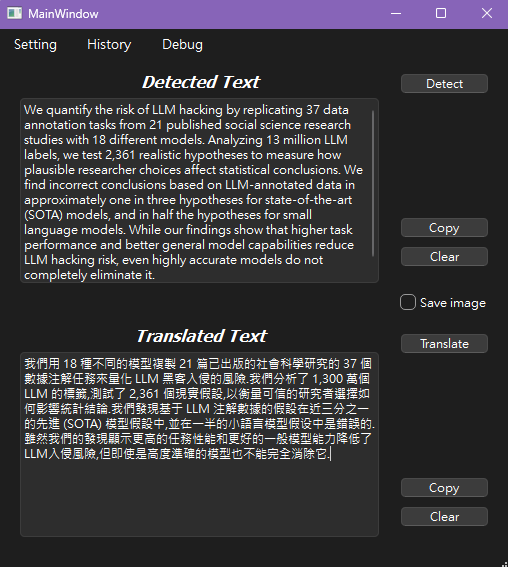 MainWindow
Setting History Debug
Detected Text
Detect
We quantify the risk of LLM hacking by replicating 37 data
annotation tasks from 21 published social science research
studies with 18 different models. Analyzing 13 million LLM
labels, we test 2,361 realistic hypotheses to measure how
plausible researcher choices affect statistical conclusions. We
find incorrect conclusions based on LLM-annotated data in
approximately one in three hypotheses for state-of-the-art
(SOTA) models, and in half the hypotheses for small
language models. While our findings show that higher task
performance and better general model capabilities reduce
LLM hacking risk, even highly accurate models do not
completely eliminate it.
Copy
Clear
Save image
Translated Text
Translate
我們用 18 種不同的模型複製 21 篇已出版的社會科學研究的 37 個
數據注解任務來量化 LLM 黑客入侵的風險.我們分析了 1,300 萬個
LLM 的標籤,測試了 2,361 個現實假設,以衡量可信的研究者選擇如
何影響統計結論.我們發現基于 LLM 注解數據的假設在近三分之一
的先進 (SOTA) 模型假設中,並在一半的小語言模型假设中是錯誤的.
雖然我們的發現顯示更高的任務性能和更好的一般模型能力降低了
LLM入侵風險,但即使是高度準確的模型也不能完全消除它.
Copy
Clear